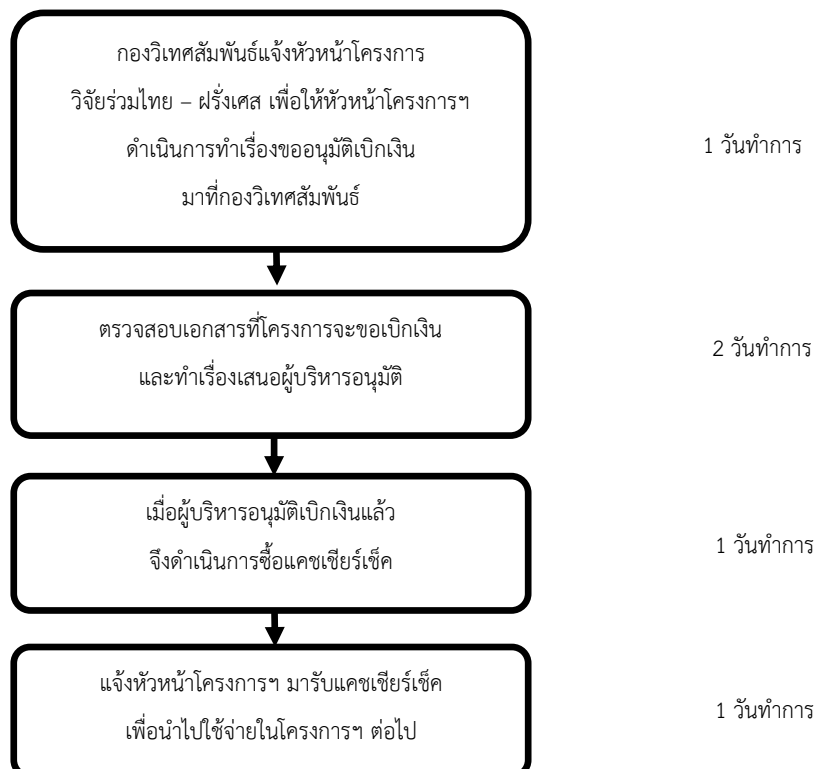 กองวิเทศสัมพันธ์แจ้งหัวหน้าโครงการ
วิจัยร่วมไทย – ฝรั่งเศส เพื่อให้หัวหน้าโครงการฯ
ดำเนินการทำเรื่องขออนุมัติเบิกเงิน
มาที่กองวิเทศสัมพันธ์
1 วันทำการ
ตรวจสอบเอกสารที่โครงการจะขอเบิกเงิน
และทำเรื่องเสนอผู้บริหารอนุมัติ
2 วันทำการ
เมื่อผู้บริหารอนุมัติเบิกเงินแล้ว
จึงดำเนินการซื้อแคชเชียร์เช็ค
1 วันทำการ
แจ้งหัวหน้าโครงการฯ มารับแคชเชียร์เช็ค
เพื่อนำไปใช้จ่ายในโครงการฯ ต่อไป
1 วันทำการ